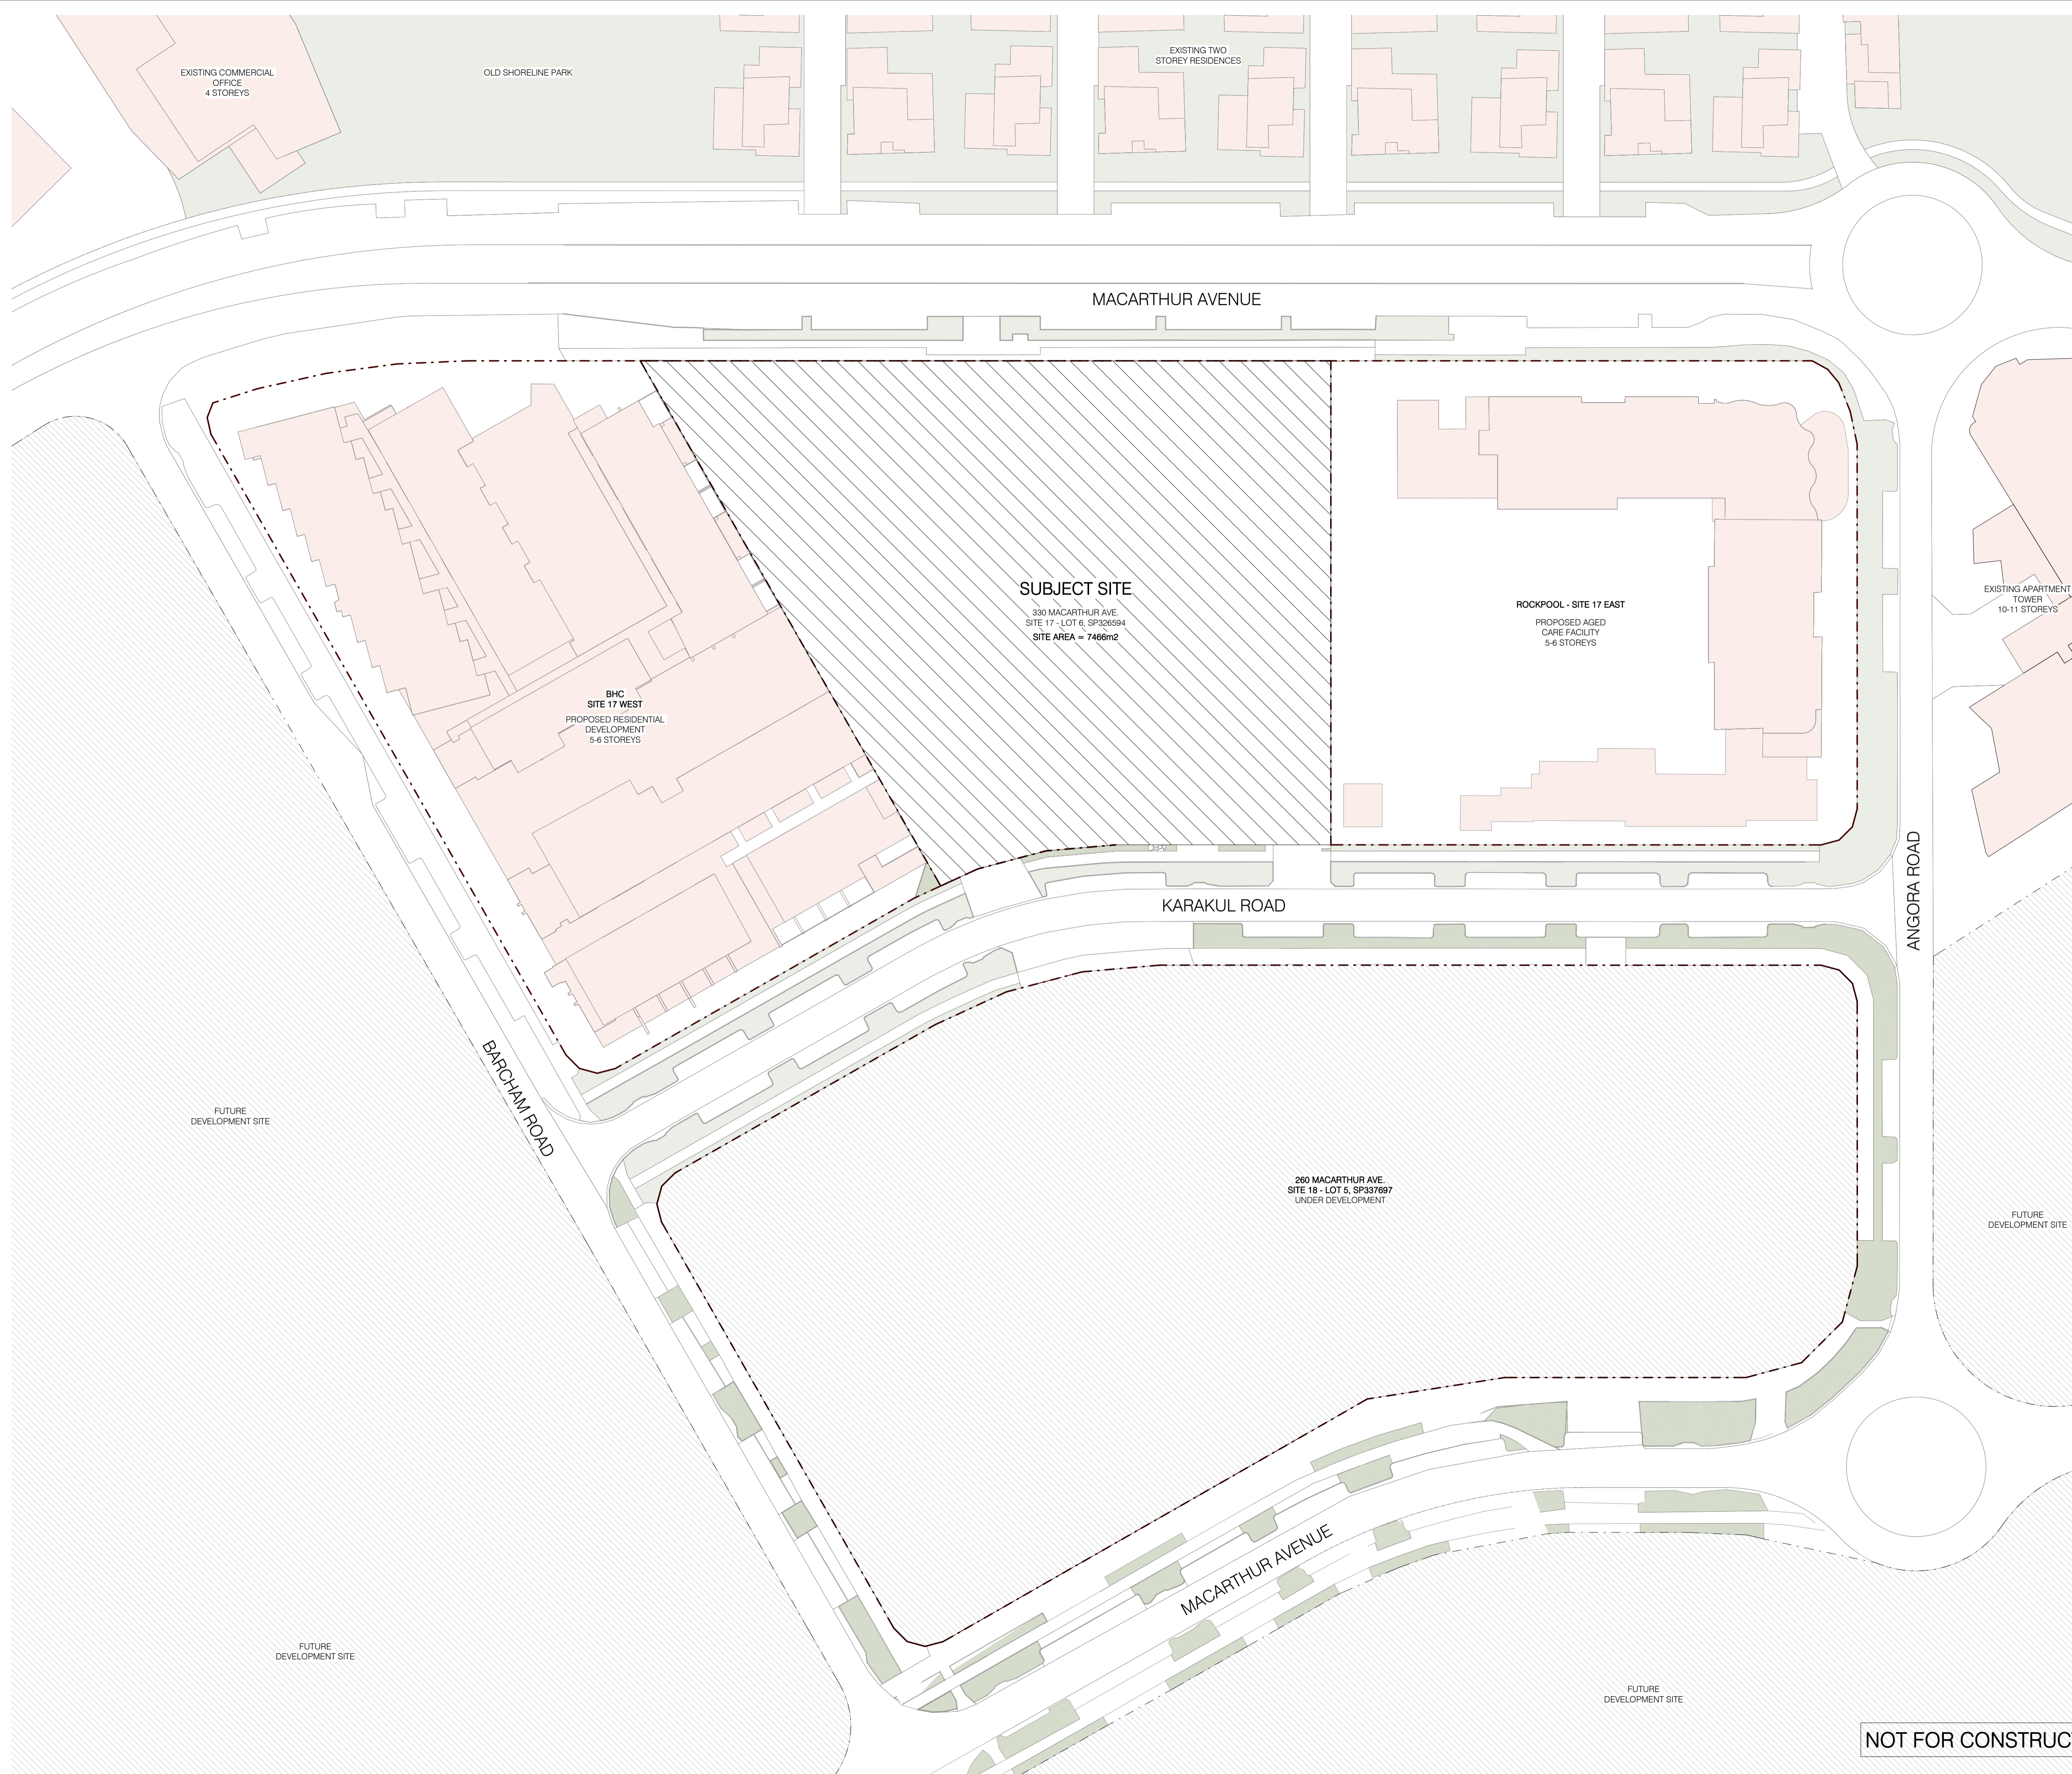 EXISTING COMMERCIAL
OFFICE
4 STOREYS
OLD SHORELINE PARK
EXISTING TWO
STOREY RESIDENCES
MACARTHUR AVENUE
SUBJECT SITE
330 MACARTHUR AVE.
SITE 17 - LOT 6, SP326594
SITE AREA = 7466m2
ROCKPOOL - SITE 17 EAST
PROPOSED AGED
CARE FACILITY
5-6 STOREYS
EXISTING APARTMENT
TOWER
10-11 STOREYS
BHC
SITE 17 WEST
PROPOSED RESIDENTIAL
DEVELOPMENT
5-6 STOREYS
KARAKUL ROAD
ANGORA ROAD
BARCHAM ROAD
FUTURE
DEVELOPMENT SITE
260 MACARTHUR AVE.
SITE 18 - LOT 5, SP337697
UNDER DEVELOPMENT
FUTURE
DEVELOPMENT SITE
MACARTHUR AVENUE
FUTURE
DEVELOPMENT SITE
FUTURE
DEVELOPMENT SITE
NOT FOR CONSTRUC